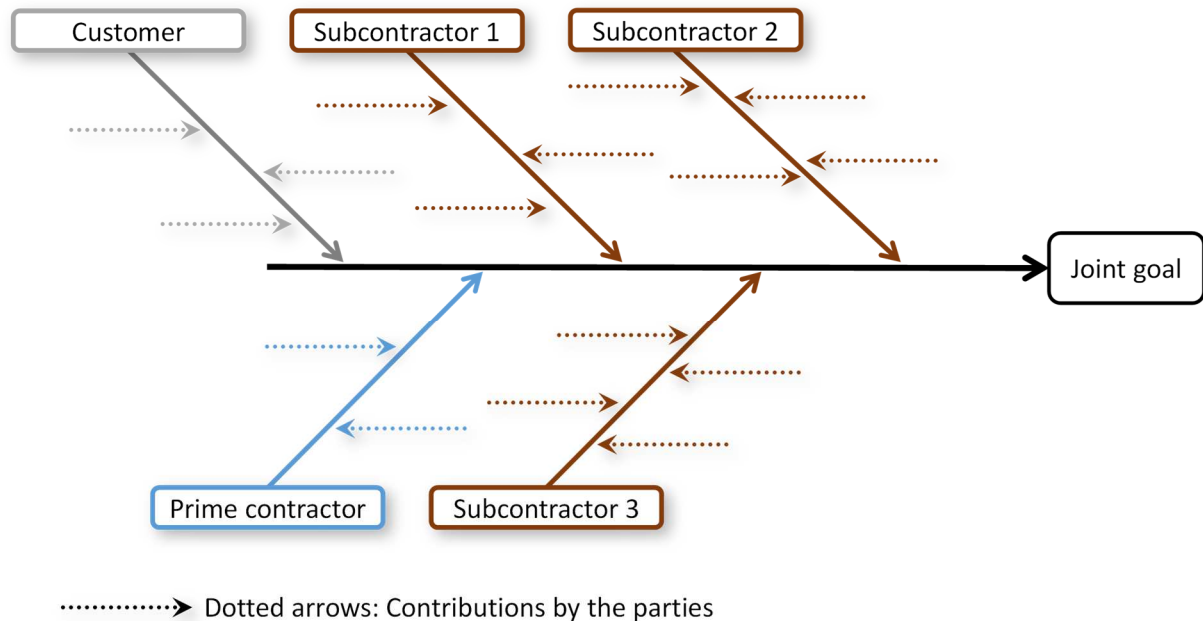 Customer
Subcontractor 1
Subcontractor 2
Joint goal
Prime contractor
Subcontractor 3
Dotted arrows: Contributions by the parties